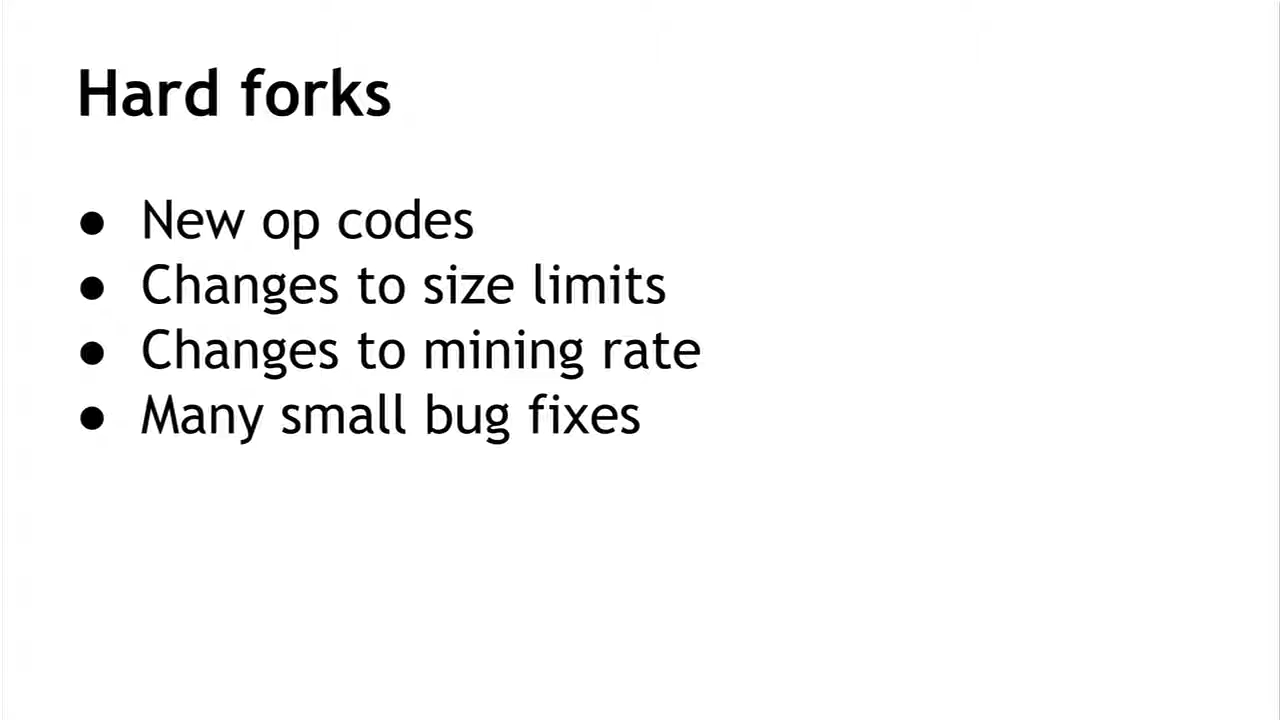 Hard forks
● New op codes
● Changes to size limits
● Changes to mining rate
● Many small bug fixes